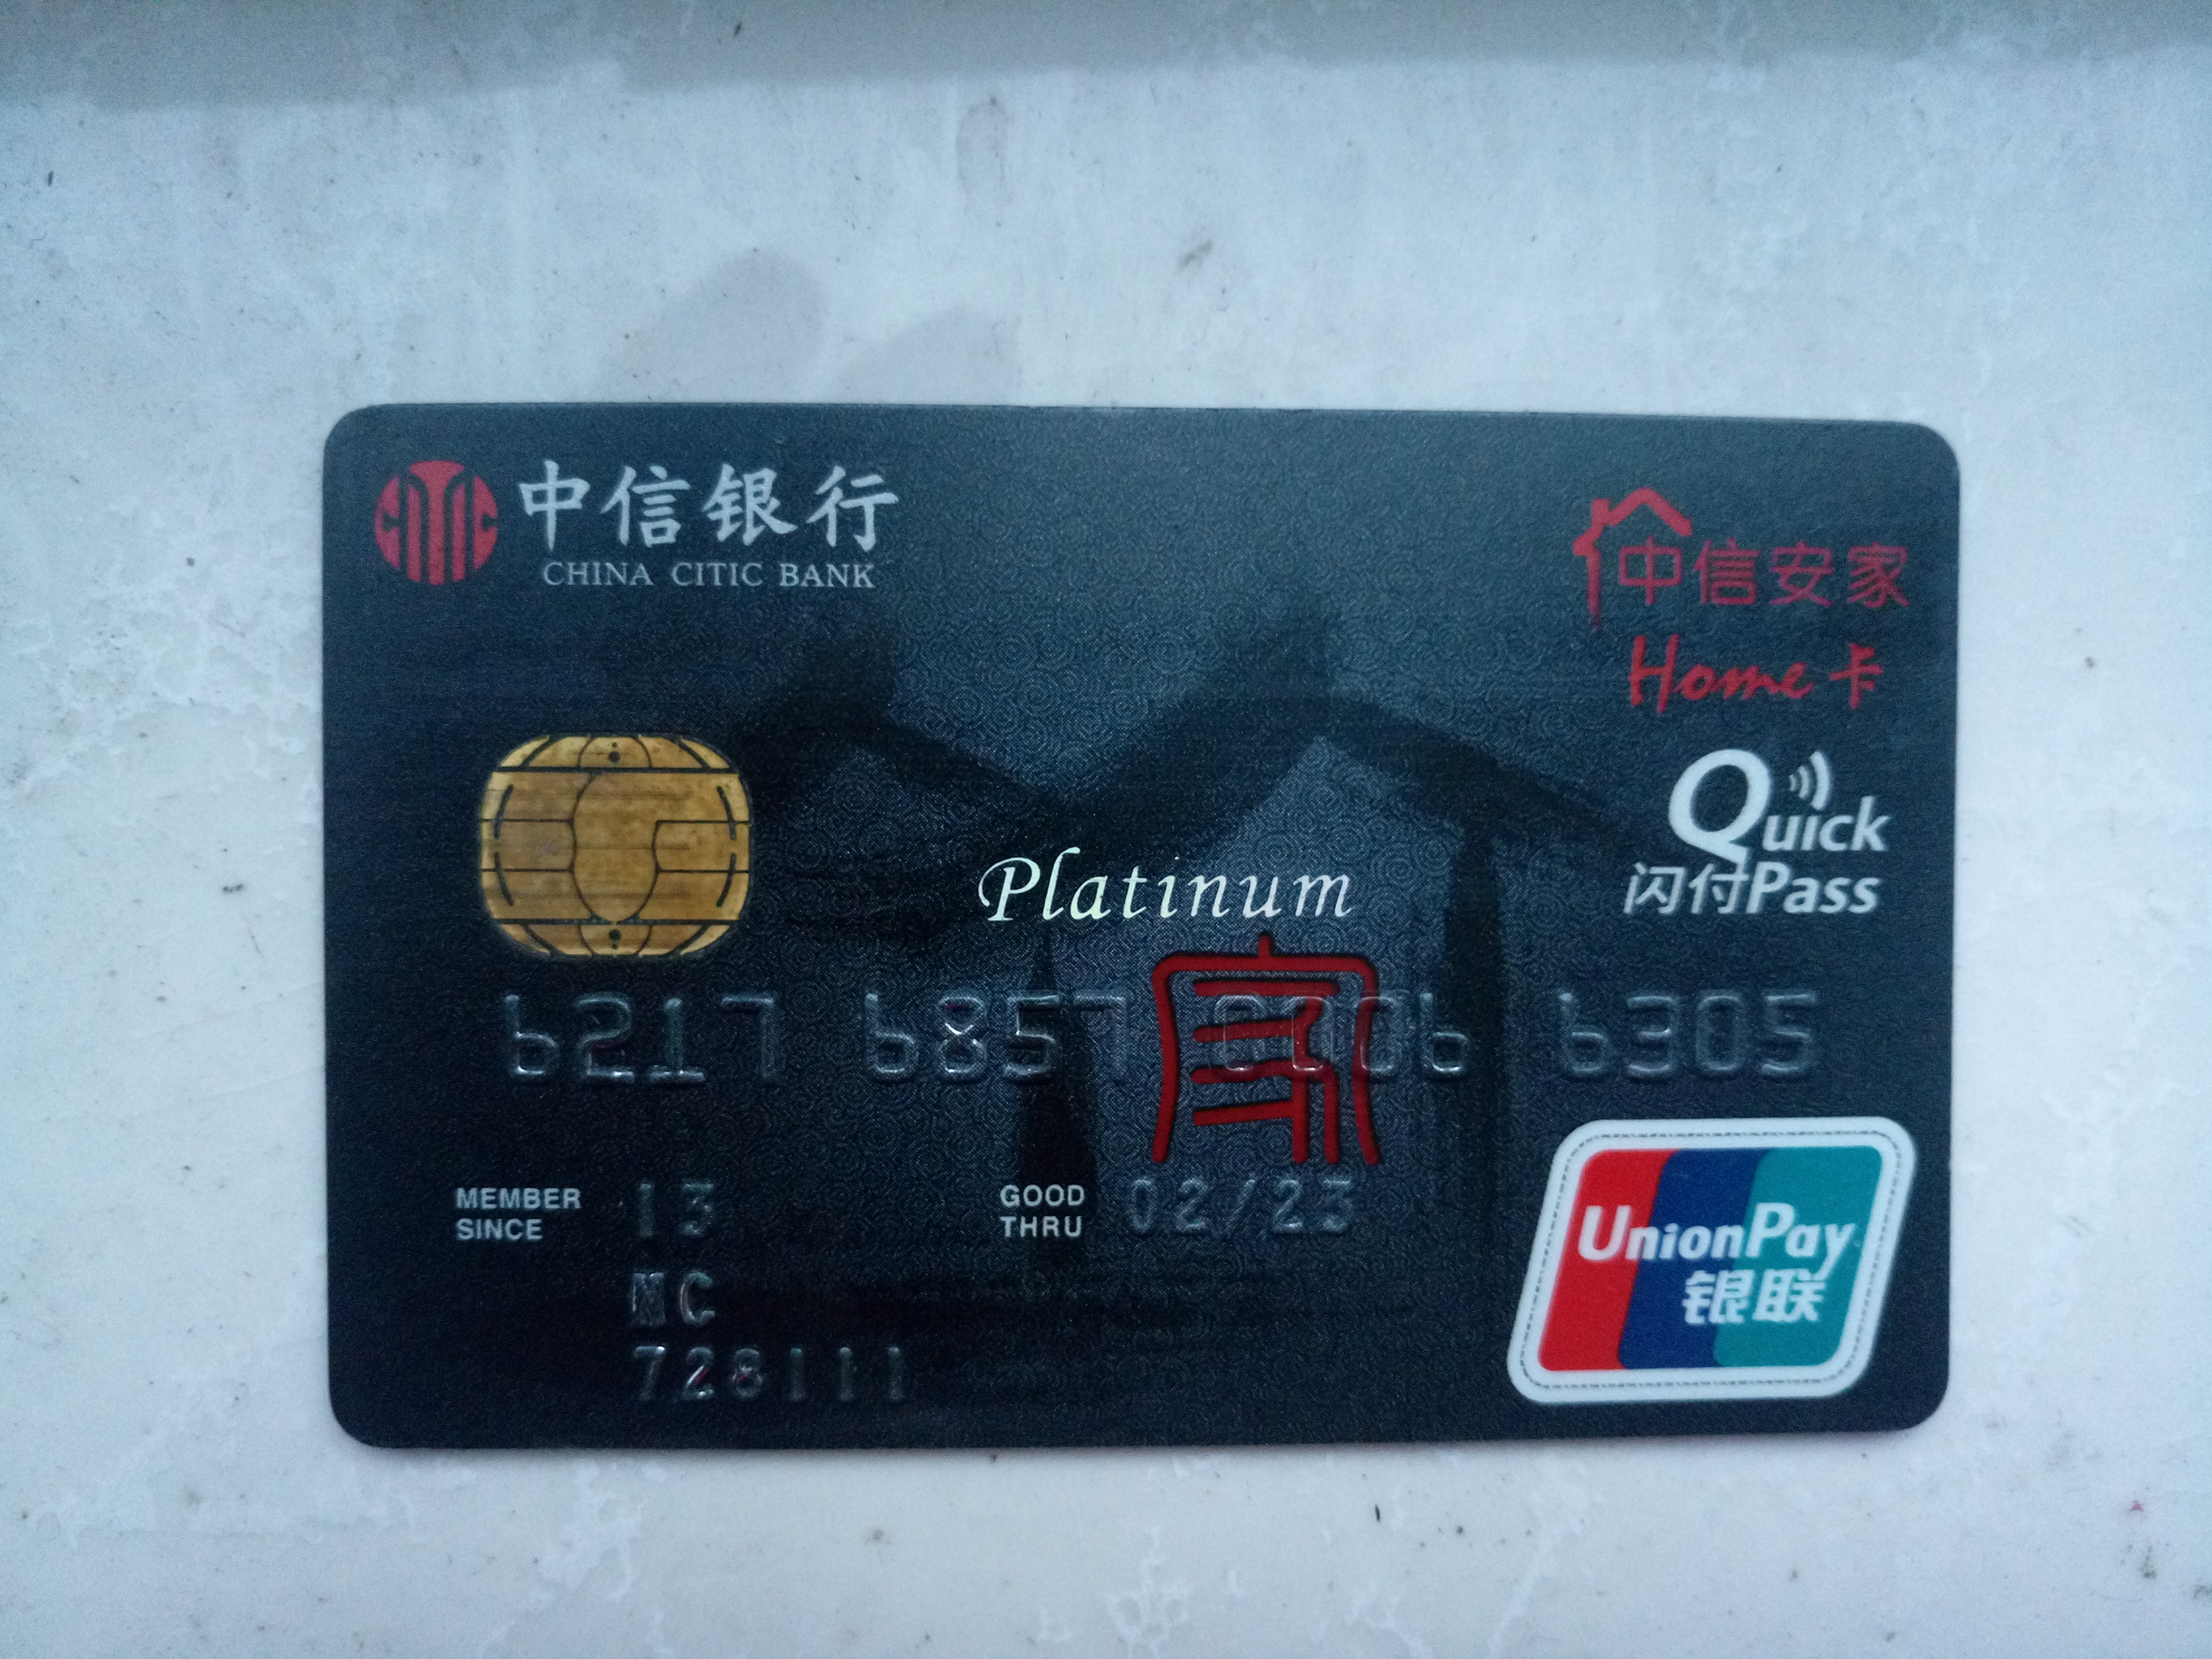 CITIC 中信银行
CHINA CITIC BANK
中信安家
Home卡
Quick
闪付Pass
Platinum
家
6217 6857 0006 6305
MEMBER SINCE 13
GOOD THRU 02/23
MC
728111
UnionPay
银联